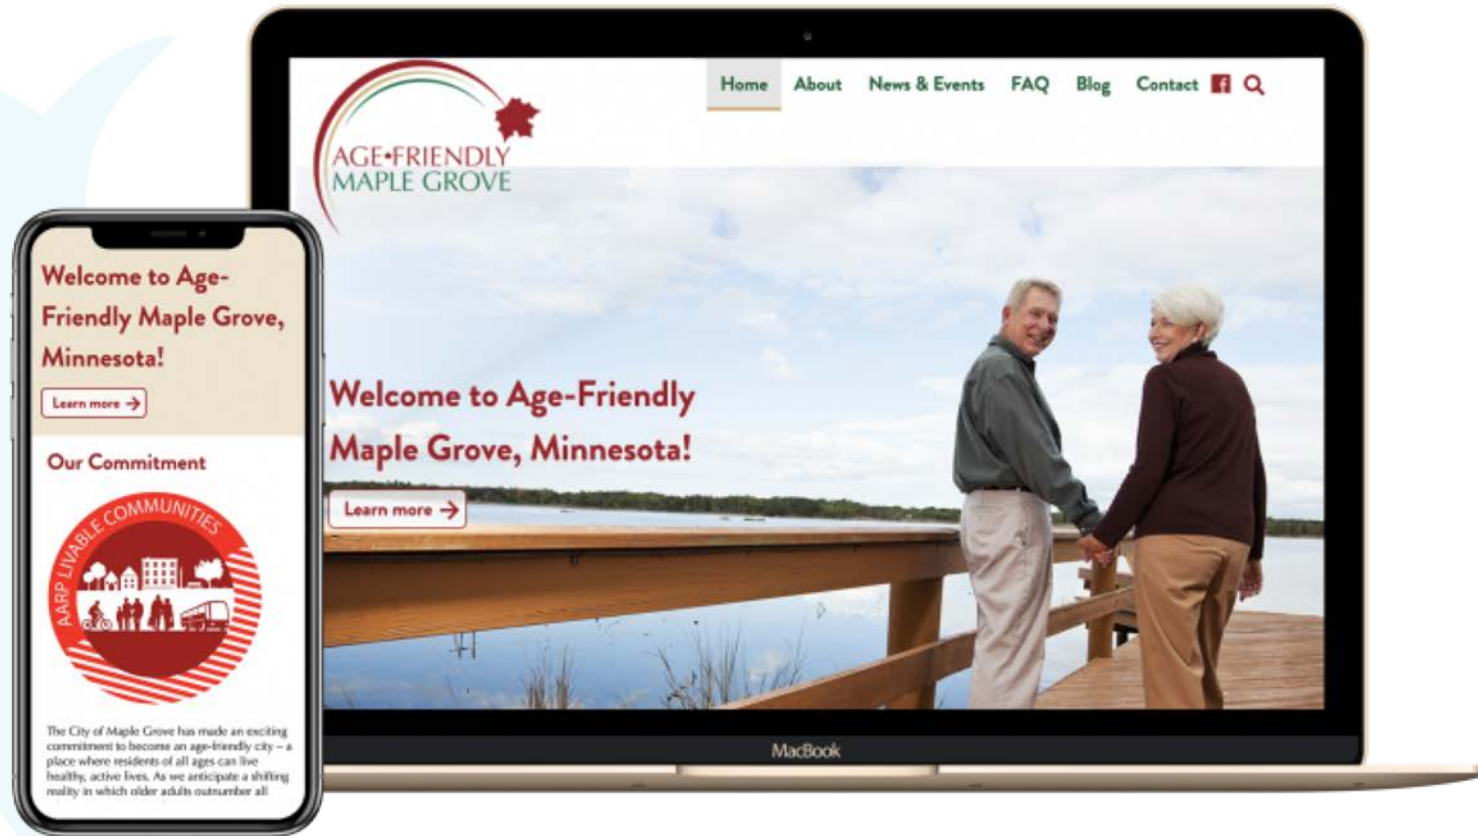 Home About News & Events FAQ Blog Contact
AGE•FRIENDLY
MAPLE GROVE
Welcome to Age-Friendly
Maple Grove, Minnesota!
Learn more →
MacBook
Welcome to Age-
Friendly Maple Grove,
Minnesota!
Learn more →
Our Commitment
AARP LIVABLE COMMUNITIES
The City of Maple Grove has made an exciting
commitment to become an age-friendly city – a
place where residents of all ages can live
healthy, active lives. As we anticipate a shifting
reality in which older adults outnumber all